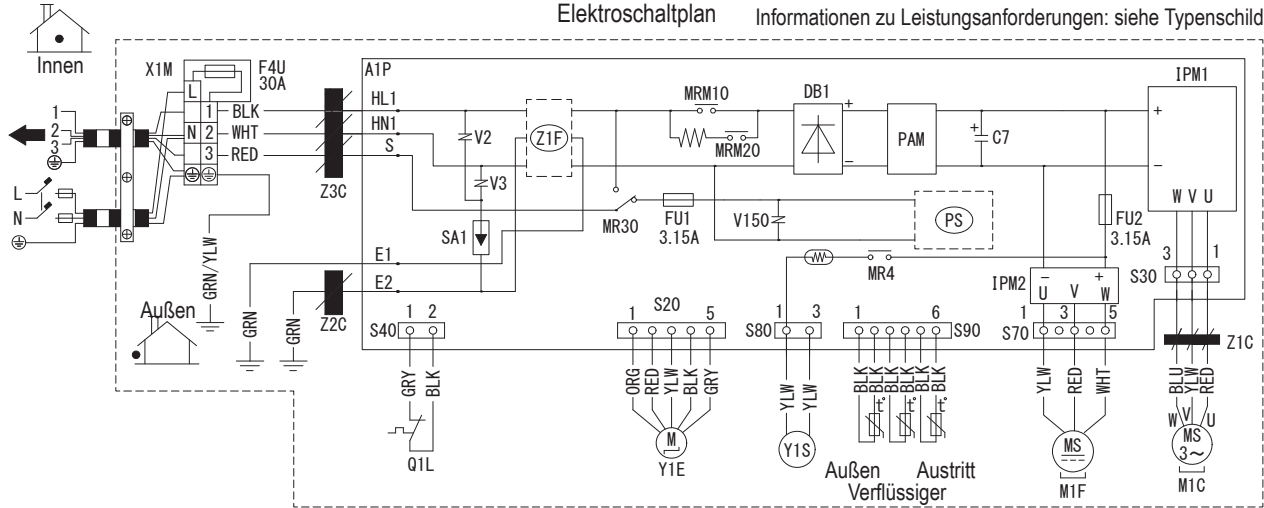 Elektroschaltplan
Informationen zu Leistungsanforderungen: siehe Typenschild
Innen
X1M
F4U
30A
A1P
IPM1
L
HL1
MRM10
DB1
1
1
BLK
+
+
+
2
N
2
WHT
HN1
V2
Z1F
PAM
C7
3
MRM20
3
RED
S
−
−
Z3C
V3
W V U
L
FU1
3.15A
V150
PS
FU2
3.15A
N
MR30
SA1
3
1
GRN/YLW
E1
MR4
S30
IPM2
−
+
E2
U
V
W
Außen
GRN
GRN
Z2C
1 2
S40
S20
1
5
1
3
S80
1
6
S90
1
3
5
S70
Z1C
GRY
BLK
ORG
RED
YLW
BLK
GRY
YLW
YLW
BLK
BLK
BLK
BLK
BLK
BLK
YLW
RED
WHT
BLU
YLW
RED
t°
t°
t°
W
V
U
M
Y1S
MS
MS
3~
Q1L
Y1E
Außen
Austritt
Verflüssiger
M1F
M1C